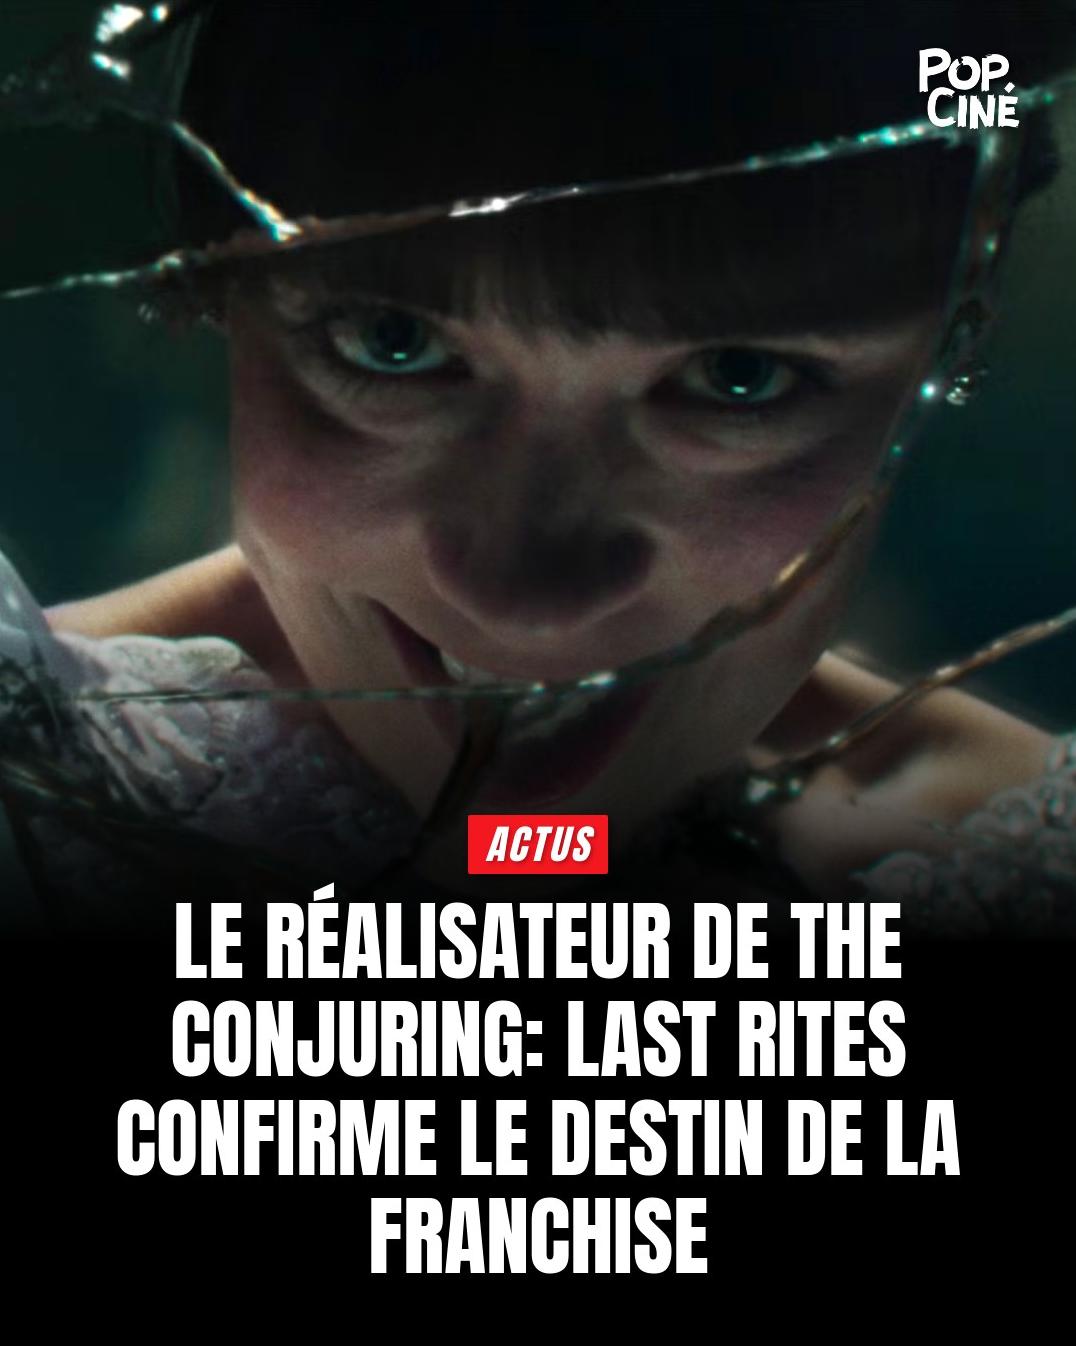 POP.
CINÉ
ACTUS
LE RÉALISATEUR DE THE
CONJURING: LAST RITES
CONFIRME LE DESTIN DE LA
FRANCHISE